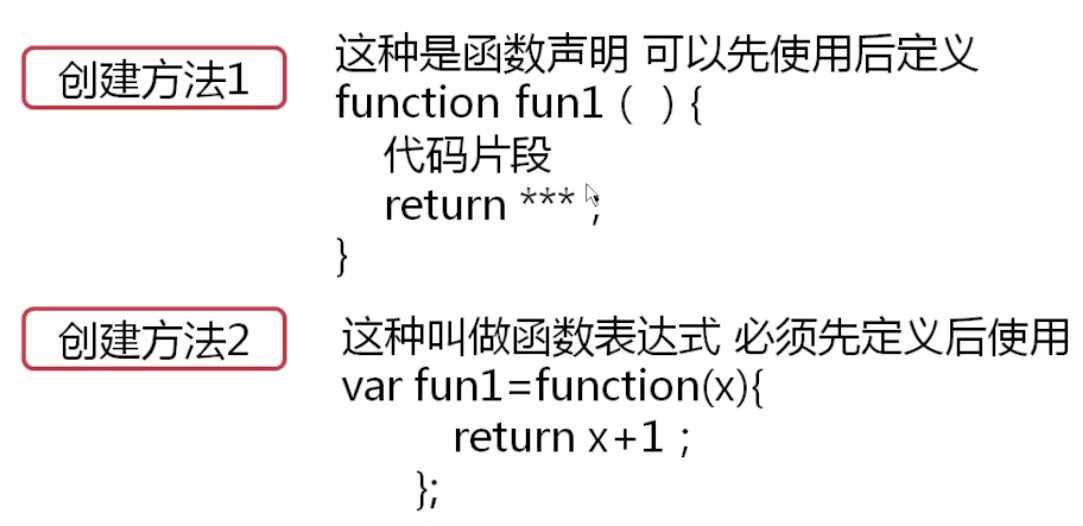 创建方法1
这种是函数声明 可以先使用后定义
function fun1 (  ) {
代码片段
return *** ;
}
创建方法2
这种叫做函数表达式 必须先定义后使用
var fun1=function(x){
return x+1 ;
};